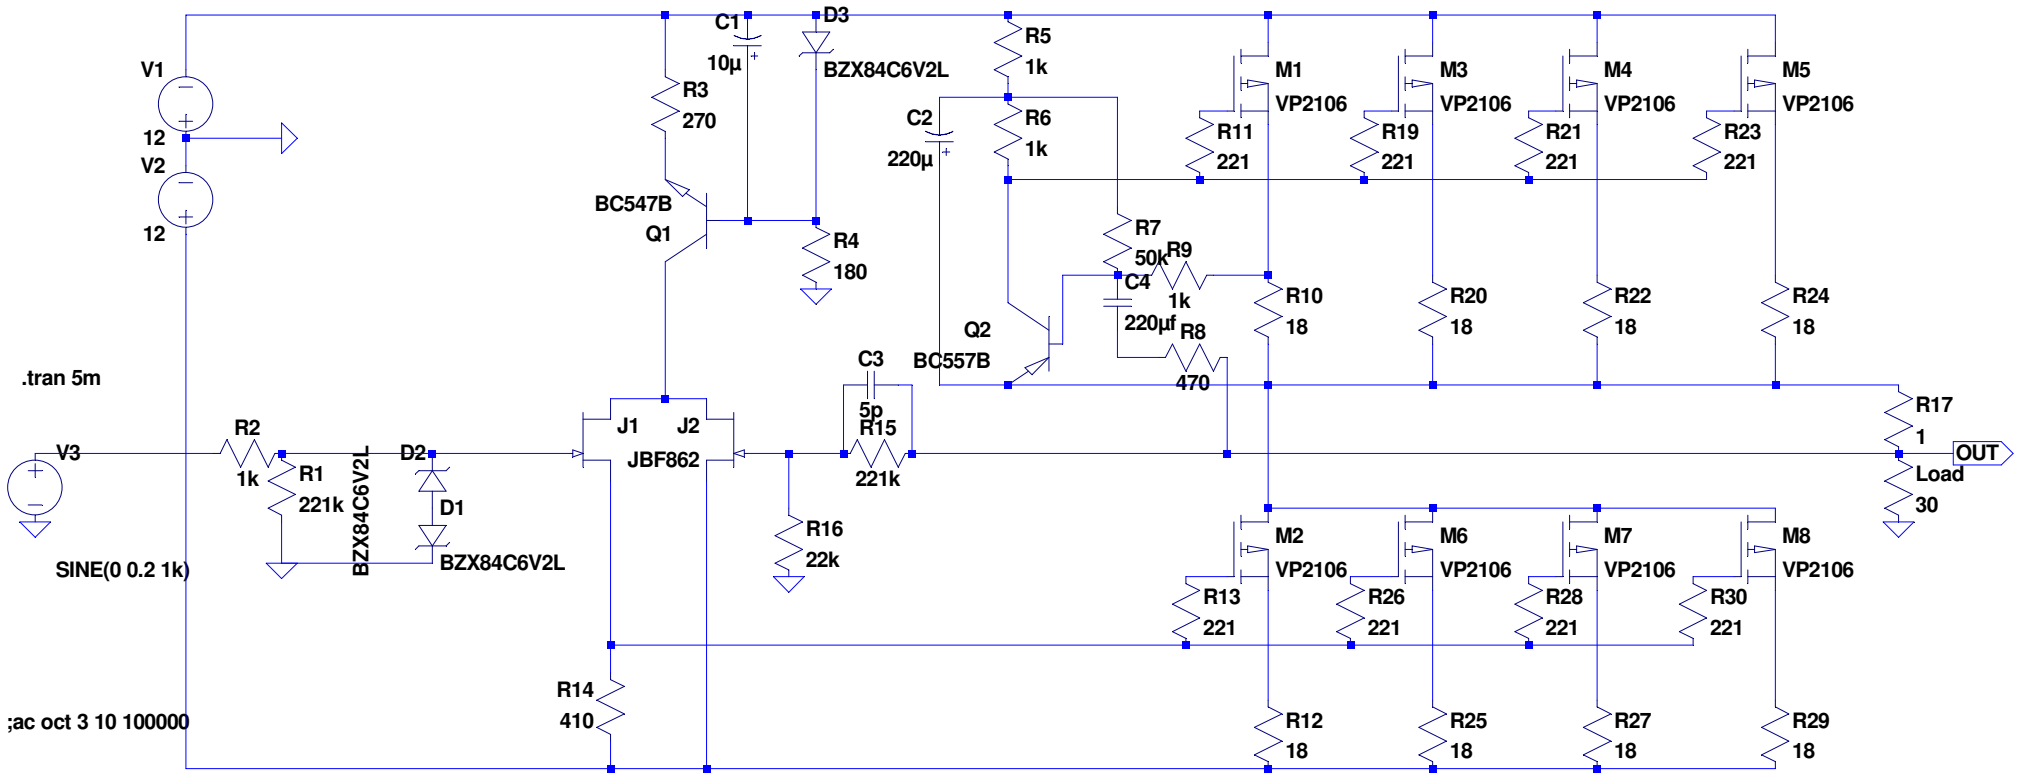 V1
12
V2
12
.tran 5m
V3
SINE(0 0.2 1k)
;ac oct 3 10 100000
R2
1k
R1
221k
BZX84C6V2L
D2
D1
BZX84C6V2L
R3
270
BC547B
Q1
C1
10µ
D3
BZX84C6V2L
R4
180
J1
J2
JBF862
R14
410
C3
5p
R15
221k
R16
22k
C2
220µ
R5
1k
R6
1k
Q2
BC557B
R7
50k
R9
1k
C4
220µf
R8
470
M1
VP2106
R11
221
R10
18
M3
VP2106
R19
221
R20
18
M4
VP2106
R21
221
R22
18
M5
VP2106
R23
221
R24
18
R17
1
OUT
Load
30
M2
VP2106
R13
221
R12
18
M6
VP2106
R26
221
R25
18
M7
VP2106
R28
221
R27
18
M8
VP2106
R30
221
R29
18